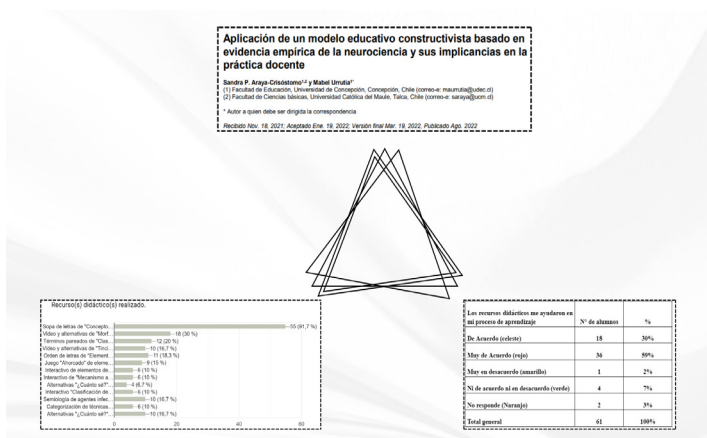 Aplicación de un modelo educativo constructivista basado en
evidencia empírica de la neurociencia y sus implicancias en la
práctica docente
Sandra P. Araya-Crisóstomo¹·² y Mabel Urrutia¹*
(1) Facultad de Educación, Universidad de Concepción, Concepción, Chile (correo-e: maurrutia@udec.cl)
(2) Facultad de Ciencias básicas, Universidad Católica del Maule, Talca, Chile (correo-e: saraya@ucm.cl)
* Autor a quien debe ser dirigida la correspondencia
Recibido Nov. 18, 2021; Aceptado Ene. 19, 2022; Versión final Mar. 19, 2022, Publicado Ago. 2022
Recurso(s) didáctico(s) realizado.
Sopa de letras de "Concepto... 55 (91,7 %)
Video y alternativas de "Morf... 18 (30 %)
Términos pareados de "Clas... 12 (20 %)
Video y alternativas de "Tinci... 10 (16,7 %)
Orden de letras de "Element... 11 (18,3 %)
Juego "Ahorcado" de eleme... 9 (15 %)
Interactivo de elementos de... 6 (10 %)
Interactivo de "Mecanismo a... 6 (10 %)
Alternativas "¿Cuánto sé?"... 4 (6,7 %)
Interactivo "Clasificación de... 6 (10 %)
Semiología de agentes infec... 10 (16,7 %)
Categorización de técnicas... 6 (10 %)
Alternativas "¿Cuánto sé?"... 10 (16,7 %)
0 20 40 60
Los recursos didácticos me ayudaron en
mi proceso de aprendizaje N° de alumnos %
De Acuerdo (celeste) 18 30%
Muy de Acuerdo (rojo) 36 59%
Muy en desacuerdo (amarillo) 1 2%
Ni de acuerdo ni en desacuerdo (verde) 4 7%
No responde (Naranjo) 2 3%
Total general 61 100%